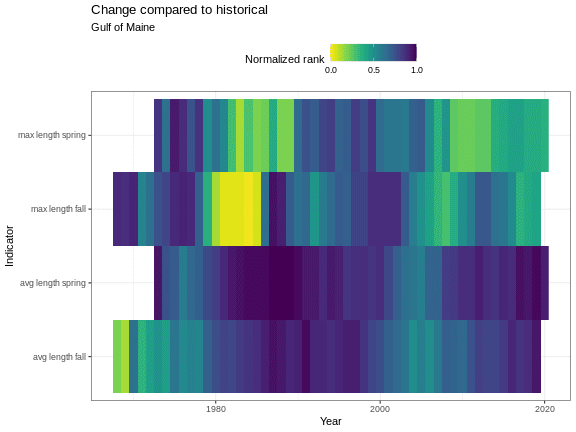 Change compared to historical
Gulf of Maine
Normalized rank
0.0 0.5 1.0
max length spring
max length fall
avg length spring
avg length fall
Indicator
1980 2000 2020
Year